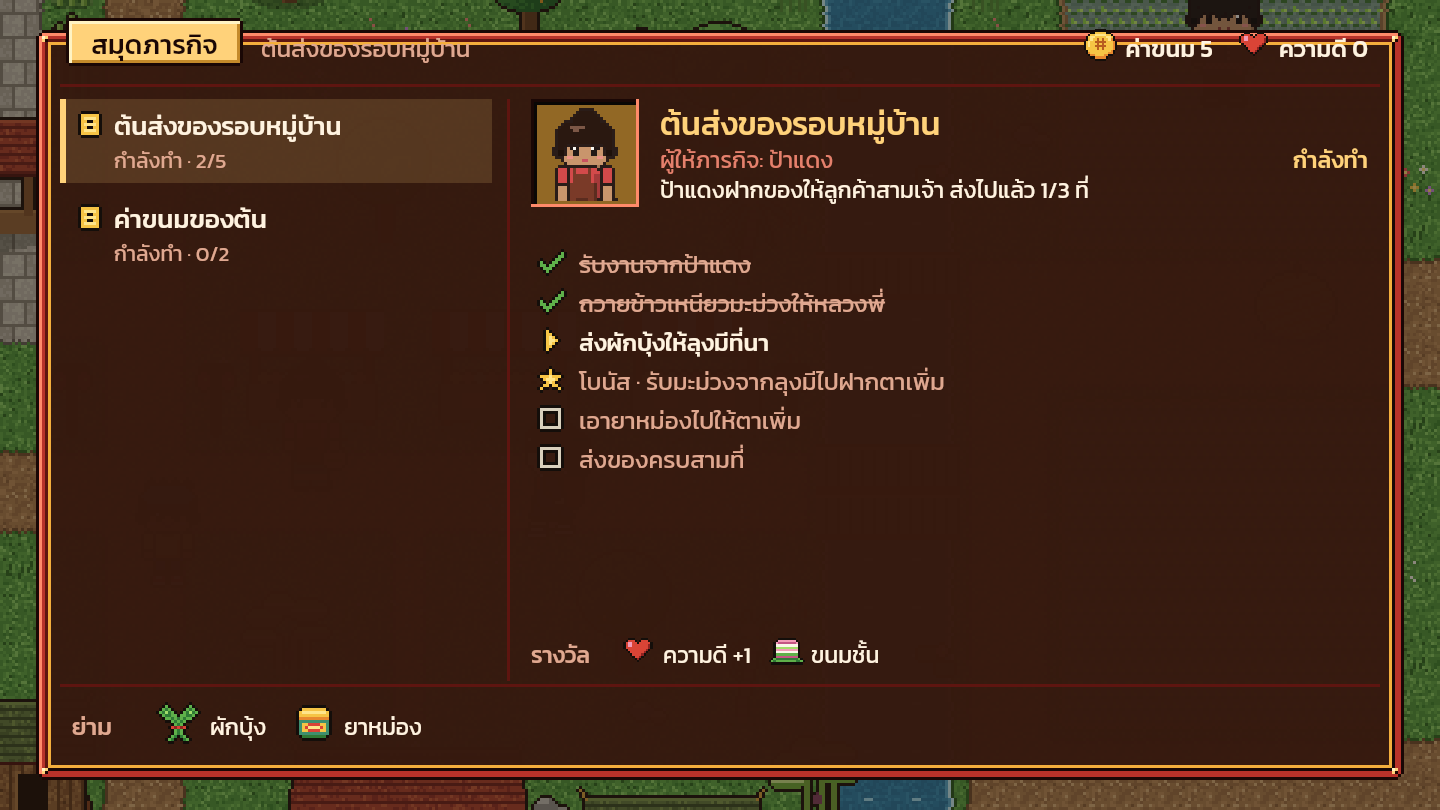 สมุดภารกิจ
ต้นส่งของรอบหมู่บ้าน
ค่าขนม 5
ความดี 0
ต้นส่งของรอบหมู่บ้าน
กำลังทำ · 2/5
ค่าขนมของต้น
กำลังทำ · 0/2
ต้นส่งของรอบหมู่บ้าน
ผู้ให้ภารกิจ: ป้าแดง
กำลังทำ
ป้าแดงฝากของให้ลูกค้าสามเจ้า ส่งไปแล้ว 1/3 ที่
รับงานจากป้าแดง
ถวายข้าวเหนียวมะม่วงให้หลวงพี่
ส่งผักบุ้งให้ลุงมีที่นา
โบนัส · รับมะม่วงจากลุงมีไปฝากตาเพิ่ม
เอายาหม่องไปให้ตาเพิ่ม
ส่งของครบสามที่
รางวัล
ความดี +1
ขนมชั้น
ย่าม
ผักบุ้ง
ยาหม่อง